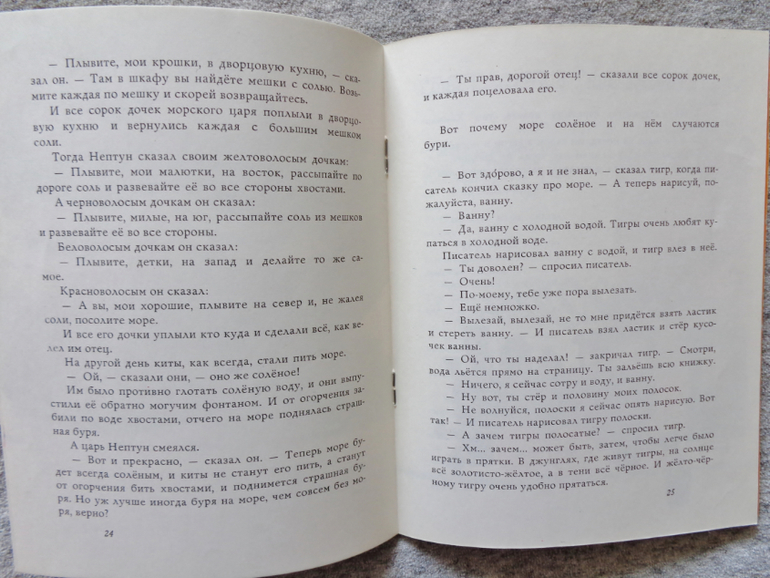 — Плывите, мои крошки, в дворцовую кухню, — ска-
зал он. — Там в шкафу вы найдёте мешки с солью. Возь-
мите каждая по мешку и скорей возвращайтесь.
И все сорок дочек морского царя поплыли в дворцо-
вую кухню и вернулись каждая с большим мешком
соли.
Тогда Нептун сказал своим желтоволосым дочкам:
— Плывите, мои малютки, на восток, рассыпайте по
дороге соль и развевайте её во все стороны хвостами.
А черноволосым дочкам он сказал:
— Плывите, милые, на юг, рассыпайте соль из мешков
и развевайте её во все стороны.
Беловолосым дочкам он сказал:
— Плывите, детки, на запад и делайте то же са-
мое.
Красноволосым он сказал:
— А вы, мои хорошие, плывите на север и, не жалея
соли, посолите море.
И все его дочки уплыли кто куда и сделали всё, как ве-
лел им отец.
На другой день киты, как всегда, стали пить море.
— Ой, — сказали они, — оно же солёное!
Им было противно глотать солёную воду, и они выпу-
стили её обратно могучим фонтаном. И от огорчения за-
били по воде хвостами, отчего на море поднялась страш-
ная буря.
А царь Нептун смеялся.
— Вот и прекрасно, — сказал он. — Теперь море бу-
дет всегда солёным, и киты не станут его пить, а станут
от огорчения бить хвостами, и поднимется страшная бу-
ря. Но уж лучше иногда буря на море, чем совсем без мо-
ря, верно?
24
— Ты прав, дорогой отец! — сказали все сорок дочек,
и каждая поцеловала его.
Вот почему море солёное и на нём случаются
бури.
— Вот здо́рово, а я и не знал, — сказал тигр, когда пи-
сатель кончил сказку про море. — А теперь нарисуй, по-
жалуйста, ванну.
— Ванну?
— Да, ванну с холодной водой. Тигры очень любят ку-
паться в холодной воде.
Писатель нарисовал ванну с водой, и тигр влез в неё.
— Ты доволен? — спросил писатель.
— Очень!
— По-моему, тебе уже пора вылезать.
— Ещё немножко.
— Вылезай, вылезай, не то мне придётся взять ластик
и стереть ванну. — И писатель взял ластик и стёр кусо-
чек ванны.
— Ой, что ты наделал! — закричал тигр. — Смотри,
вода льётся прямо на страницу. Ты зальёшь всю книжку.
— Ничего, я сейчас сотру и воду, и ванну.
— Ну вот, ты стёр и половину моих полосок.
— Не волнуйся, полоски я сейчас опять нарисую. Вот
так! — И писатель нарисовал тигру полоски.
— А зачем тигры полосатые? — спросил тигр.
— Хм... зачем... может быть, затем, чтобы легче было
играть в прятки. В джунглях, где живут тигры, на солнце
всё золотисто-жёлтое, а в тени всё чёрное. И жёлто-чёр-
ному тигру очень удобно прятаться.
25